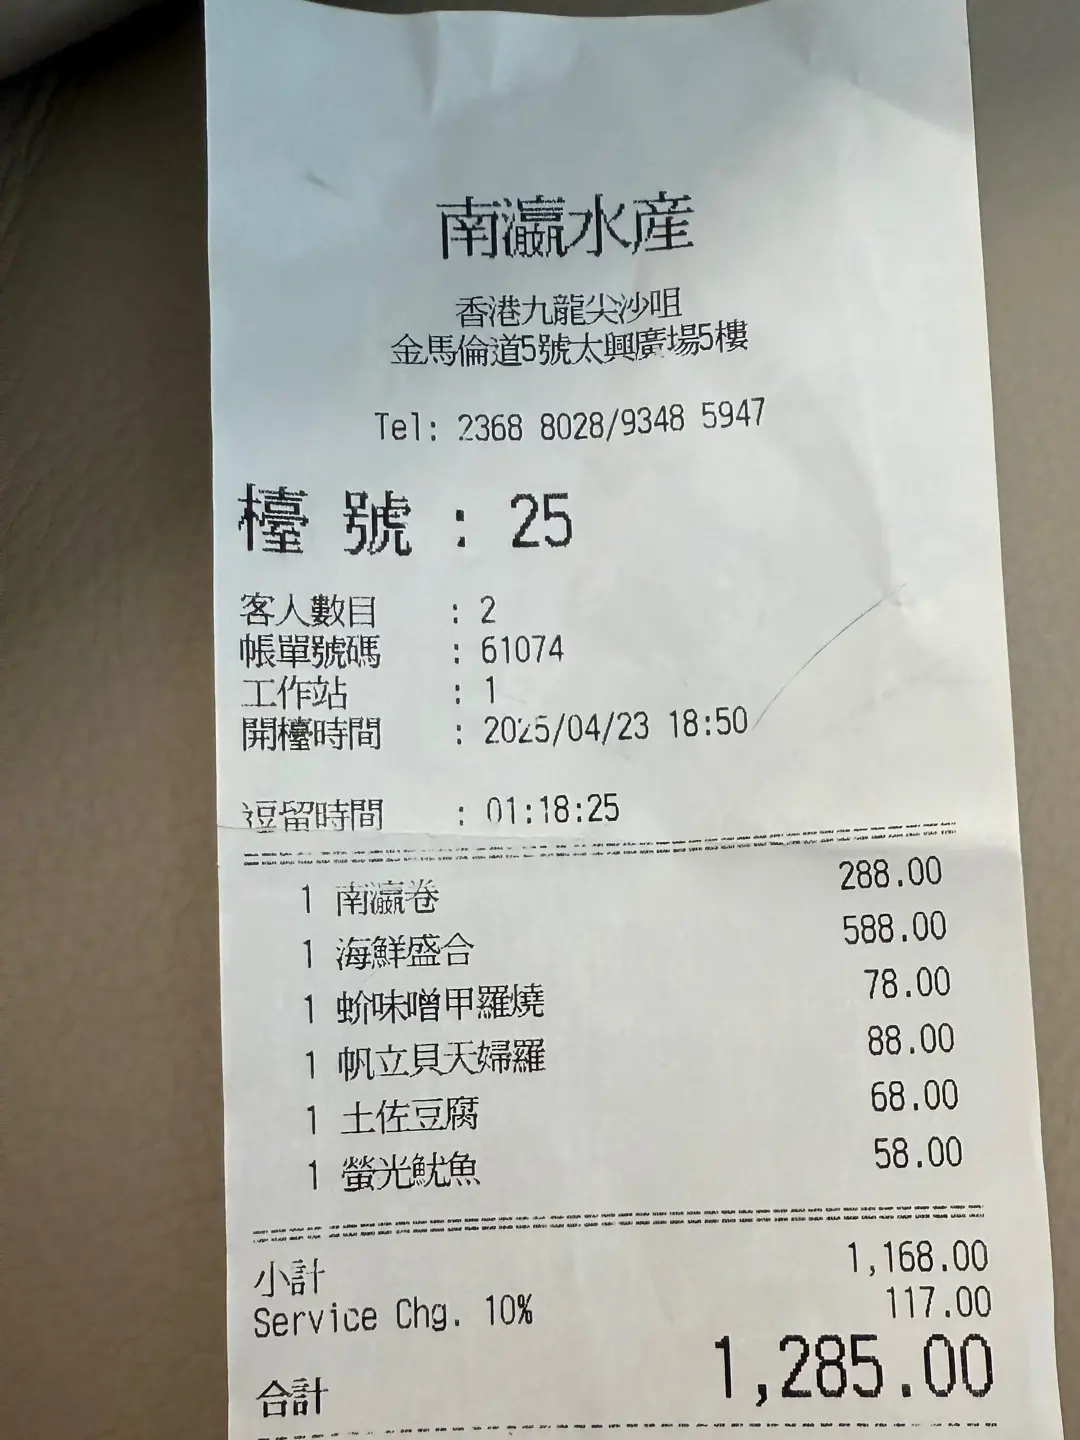 南瀛水産
香港九龍尖沙咀
金馬倫道5號太興廣場5樓
Tel: 2368 8028/9348 5947
檯 號 : 25
客人數目 : 2
帳單號碼 : 61074
工作站 : 1
開檯時間 : 2025/04/23 18:50
逗留時間 : 01:18:25
1 南瀛卷 288.00
1 海鮮盛合 588.00
1 蚧味噌甲羅燒 78.00
1 帆立貝天婦羅 88.00
1 土佐豆腐 68.00
1 螢光魷魚 58.00
小計 1,168.00
Service Chg. 10% 117.00
合計 1,285.00